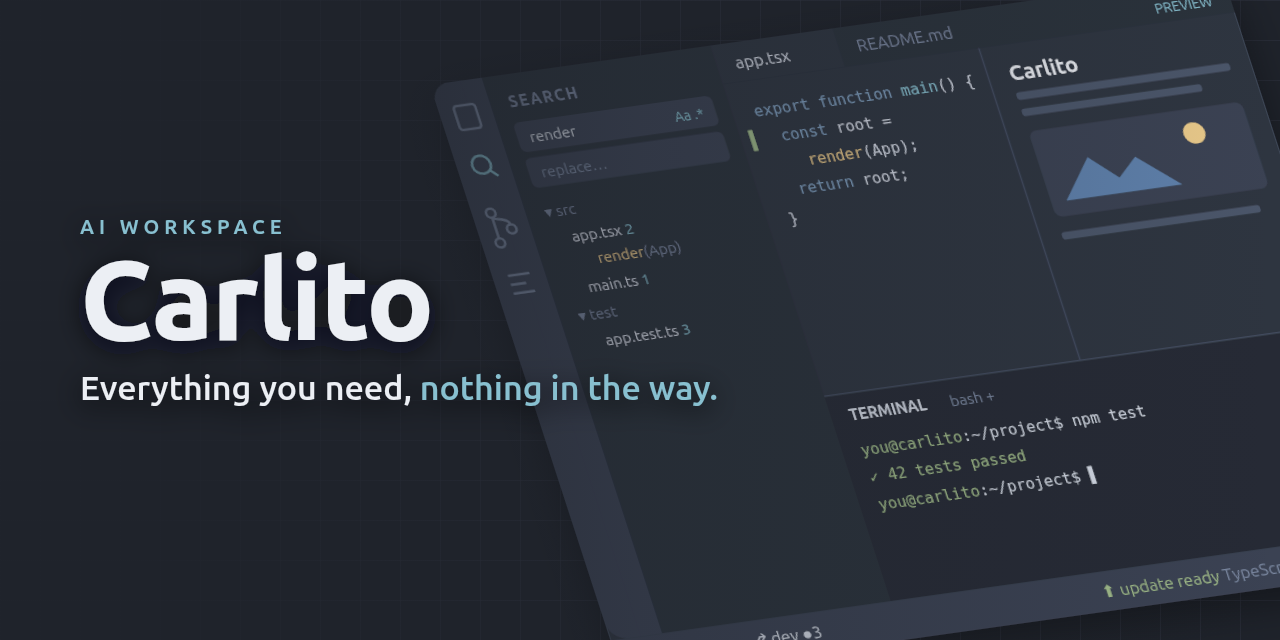 AI WORKSPACE
Carlito
Everything you need, nothing in the way.
SEARCH
render Aa .*
replace...
▾ src
app.tsx 2
render(App)
main.ts 1
▾ test
app.test.ts 3
app.tsx README.md
export function main() {
const root =
render(App);
return root;
}
PREVIEW
Carlito
TERMINAL bash +
you@carlito:~/project$ npm test
✓ 42 tests passed
you@carlito:~/project$
dev ●3
⬆ update ready TypeScr